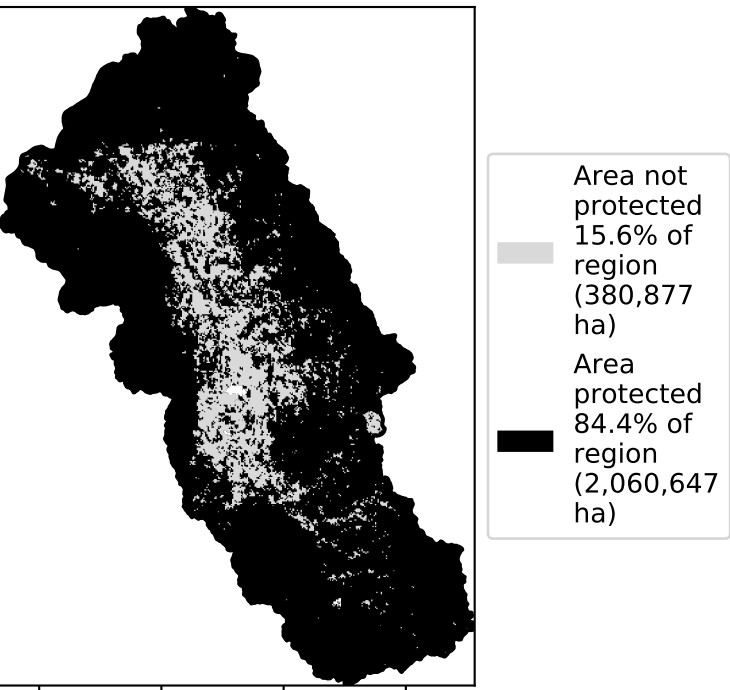 Area not
protected
15.6% of
region
(380,877
ha)
Area
protected
84.4% of
region
(2,060,647
ha)